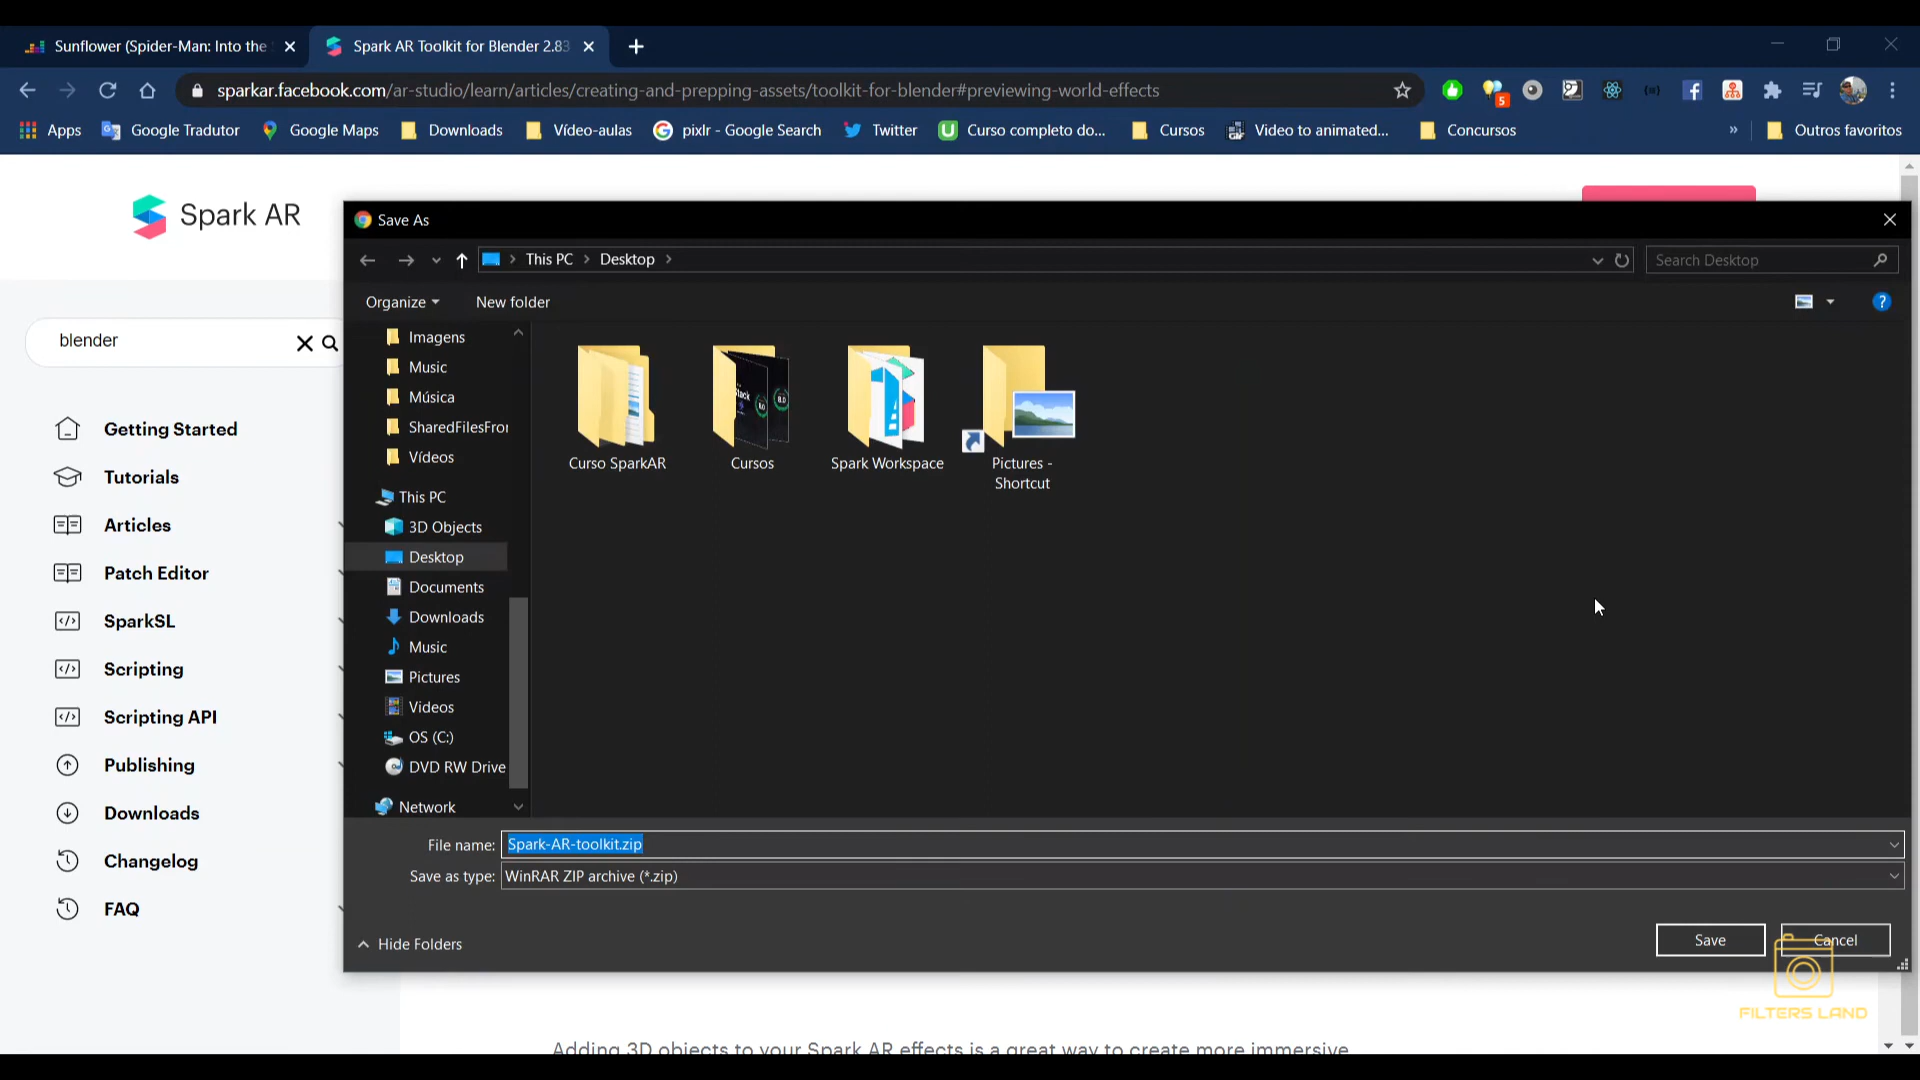 Sunflower (Spider-Man: Into the
Spark AR Toolkit for Blender 2.83
sparkar.facebook.com/ar-studio/learn/articles/creating-and-prepping-assets/toolkit-for-blender#previewing-world-effects
5
Apps
Google Tradutor
Google Maps
Downloads
Vídeo-aulas
pixlr - Google Search
Twitter
Curso completo do...
Cursos
Video to animated...
Concursos
»
Outros favoritos
Spark AR
blender
Getting Started
Tutorials
Articles
Patch Editor
SparkSL
Scripting
Scripting API
Publishing
Downloads
Changelog
FAQ
Save As
This PC
Desktop
Search Desktop
Organize
New folder
Imagens
Music
Música
SharedFilesFror
Vídeos
This PC
3D Objects
Desktop
Documents
Downloads
Music
Pictures
Videos
OS (C:)
DVD RW Drive
Network
Curso SparkAR
Cursos
Spark Workspace
Pictures -
Shortcut
File name: Spark-AR-toolkit.zip
Save as type: WinRAR ZIP archive (*.zip)
Hide Folders
Save
Cancel
FILTERS LAND
Adding 3D objects to your Spark AR effects is a great way to create more immersive